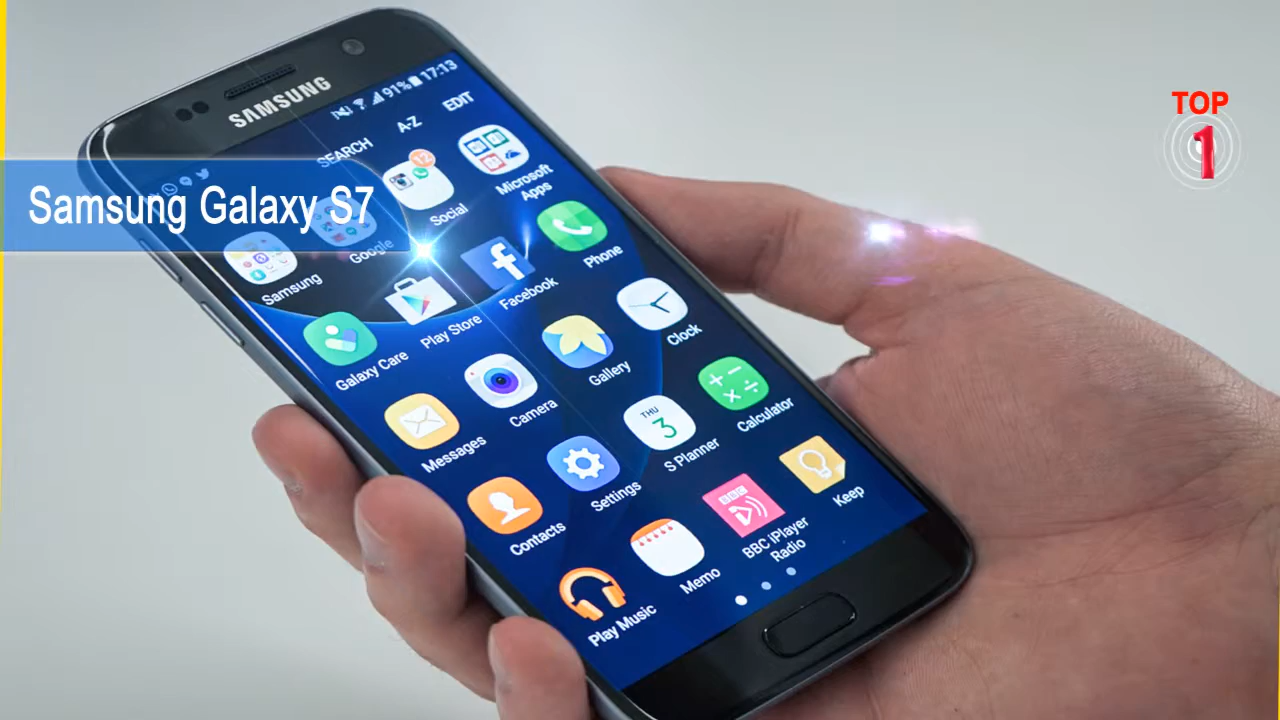 SAMSUNG
91% 17:13
SEARCH A-Z EDIT
TOP
1
Samsung Galaxy S7
Samsung
Google
12
Social
Microsoft
Apps
Galaxy Care
Play Store
Facebook
Phone
Messages
Camera
Gallery
Clock
Contacts
Settings
THU
3
S Planner
Calculator
Play Music
Memo
BBC
BBC iPlayer
Radio
Keep